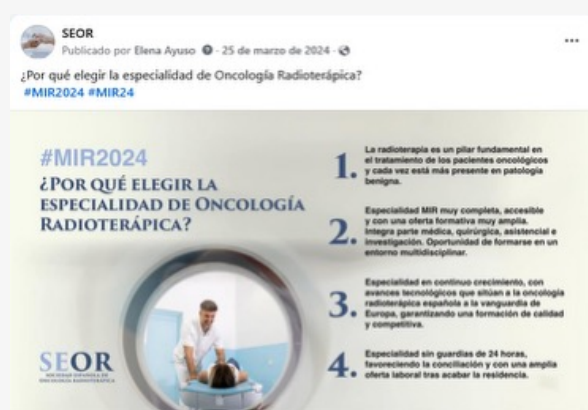 SEOR
Publicado por Elena Ayuso · 25 de marzo de 2024 ·
¿Por qué elegir la especialidad de Oncología Radioterápica?
#MIR2024 #MIR24
#MIR2024
¿POR QUÉ ELEGIR LA
ESPECIALIDAD DE ONCOLOGÍA
RADIOTERÁPICA?
SEOR
SOCIEDAD ESPAÑOLA DE
ONCOLOGÍA RADIOTERÁPICA
1.
La radioterapia es un pilar fundamental en
el tratamiento de los pacientes oncológicos
y cada vez está más presente en patología
benigna.
2.
Especialidad MIR muy completa, accesible
y con una oferta formativa muy amplia.
Integra parte médica, quirúrgica, asistencial e
investigación. Oportunidad de formarse en un
entorno multidisciplinar.
3.
Especialidad en continuo crecimiento, con
avances tecnológicos que sitúan a la oncología
radioterápica española a la vanguardia de
Europa, garantizando una formación de calidad
y competitiva.
4.
Especialidad sin guardias de 24 horas,
favoreciendo la conciliación y con una amplia
oferta laboral tras acabar la residencia.